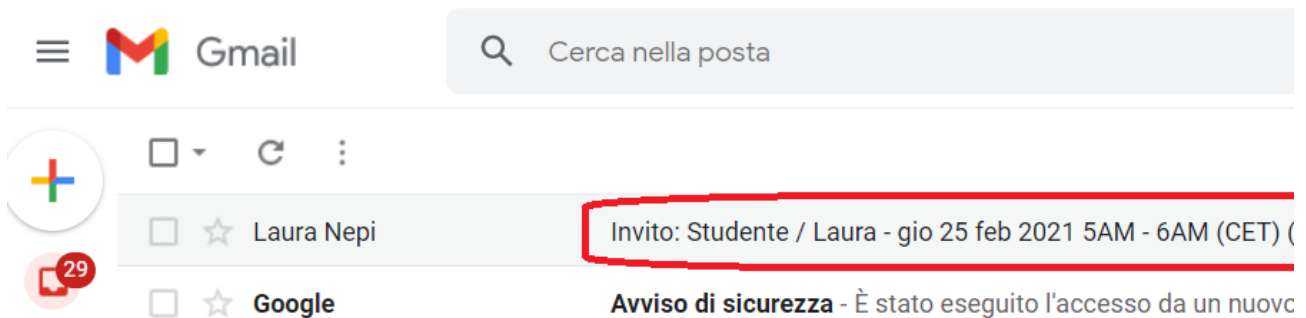 Gmail
Cerca nella posta
Laura Nepi Invito: Studente / Laura - gio 25 feb 2021 5AM - 6AM (CET) (
29
Google Avviso di sicurezza - È stato eseguito l'accesso da un nuovo